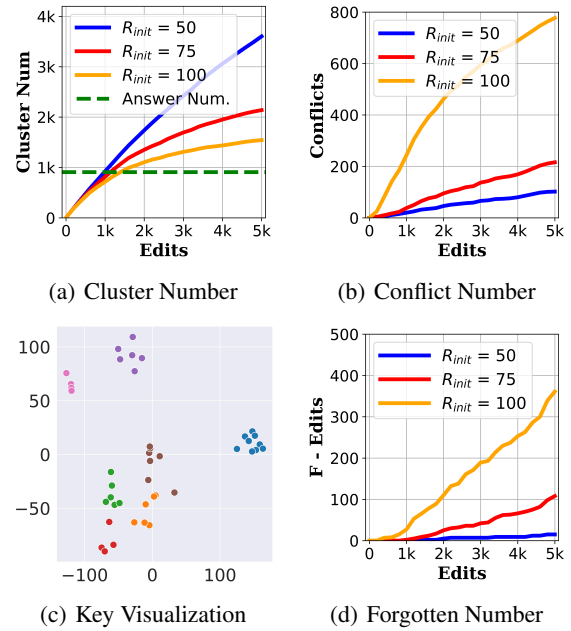 4k
3k
2k
1k
0
Cluster Num
R_init = 50
R_init = 75
R_init = 100
Answer Num.
0 1k 2k 3k 4k 5k
Edits
(a) Cluster Number
800
600
400
200
0
Conflicts
R_init = 50
R_init = 75
R_init = 100
0 1k 2k 3k 4k 5k
Edits
(b) Conflict Number
100
50
0
−50
−100 0 100
(c) Key Visualization
500
400
300
200
100
0
F - Edits
R_init = 50
R_init = 75
R_init = 100
0 1k 2k 3k 4k 5k
Edits
(d) Forgotten Number